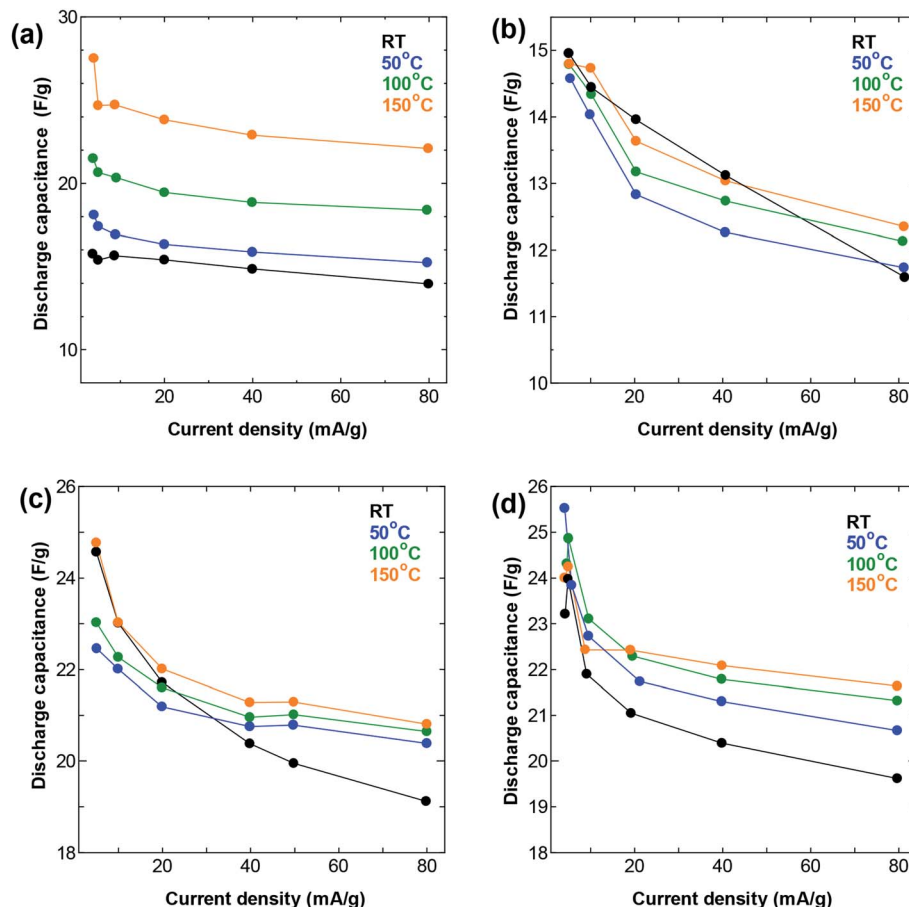 (a)
30
20
10
20
40
60
80
Discharge capacitance (F/g)
Current density (mA/g)
RT
50°C
100°C
150°C
(b)
15
14
13
12
11
10
20
40
60
80
Discharge capacitance (F/g)
Current density (mA/g)
RT
50°C
100°C
150°C
(c)
26
24
22
20
18
20
40
60
80
Discharge capacitance (F/g)
Current density (mA/g)
RT
50°C
100°C
150°C
(d)
26
25
24
23
22
21
20
19
18
20
40
60
80
Discharge capacitance (F/g)
Current density (mA/g)
RT
50°C
100°C
150°C